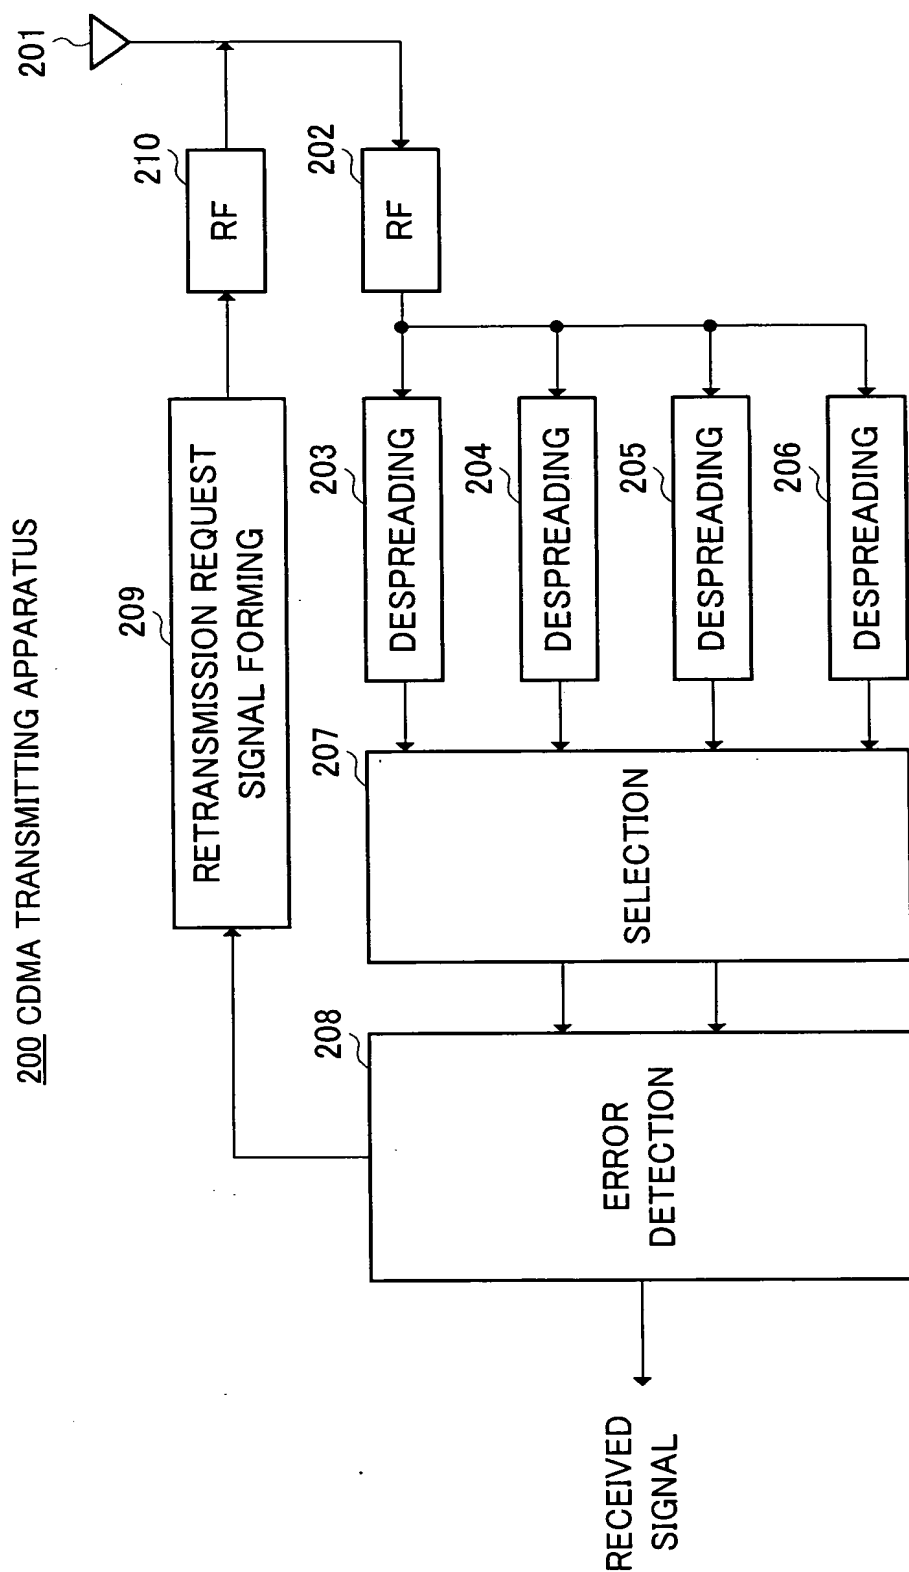 200 CDMA TRANSMITTING APPARATUS
201
210
RF
202
RF
209
RETRANSMISSION REQUEST
SIGNAL FORMING
203
DESPREADING
204
DESPREADING
205
DESPREADING
206
DESPREADING
207
SELECTION
208
ERROR
DETECTION
RECEIVED
SIGNAL